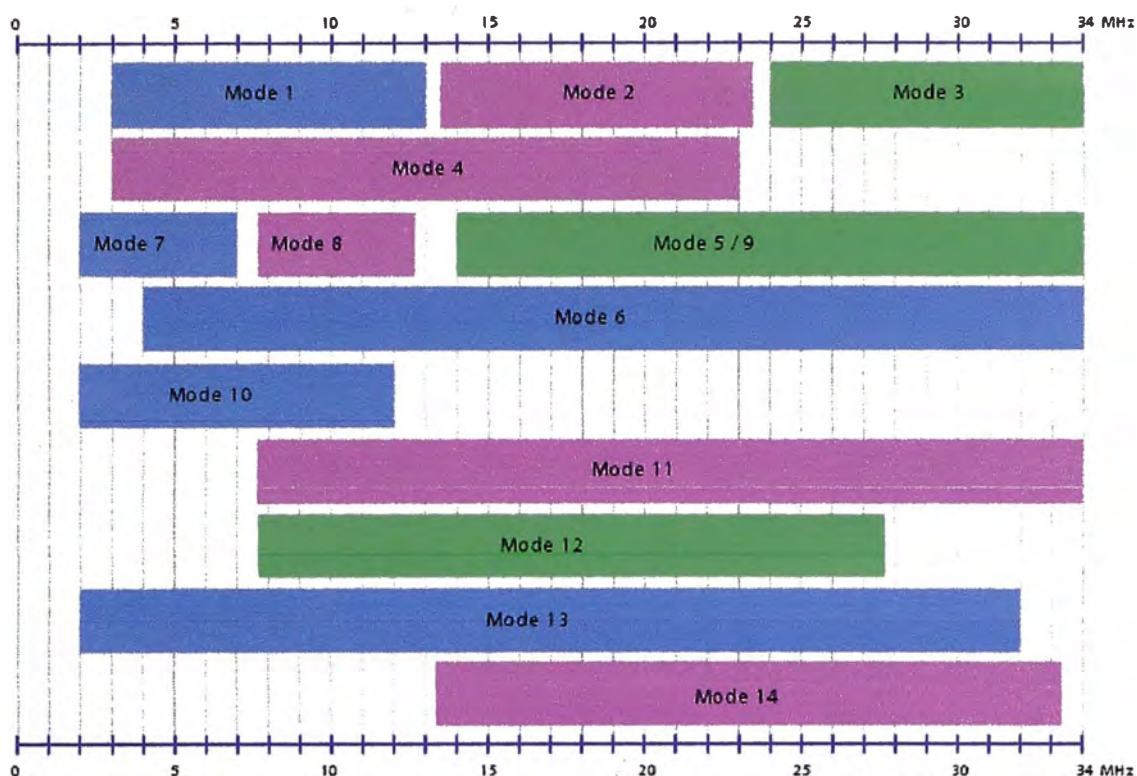 0 5 10 15 20 25 30 34 MHz
Mode 1 Mode 2 Mode 3
Mode 4
Mode 7 Mode 8 Mode 5 / 9
Mode 6
Mode 10
Mode 11
Mode 12
Mode 13
Mode 14
0 5 10 15 20 25 30 34 MHz